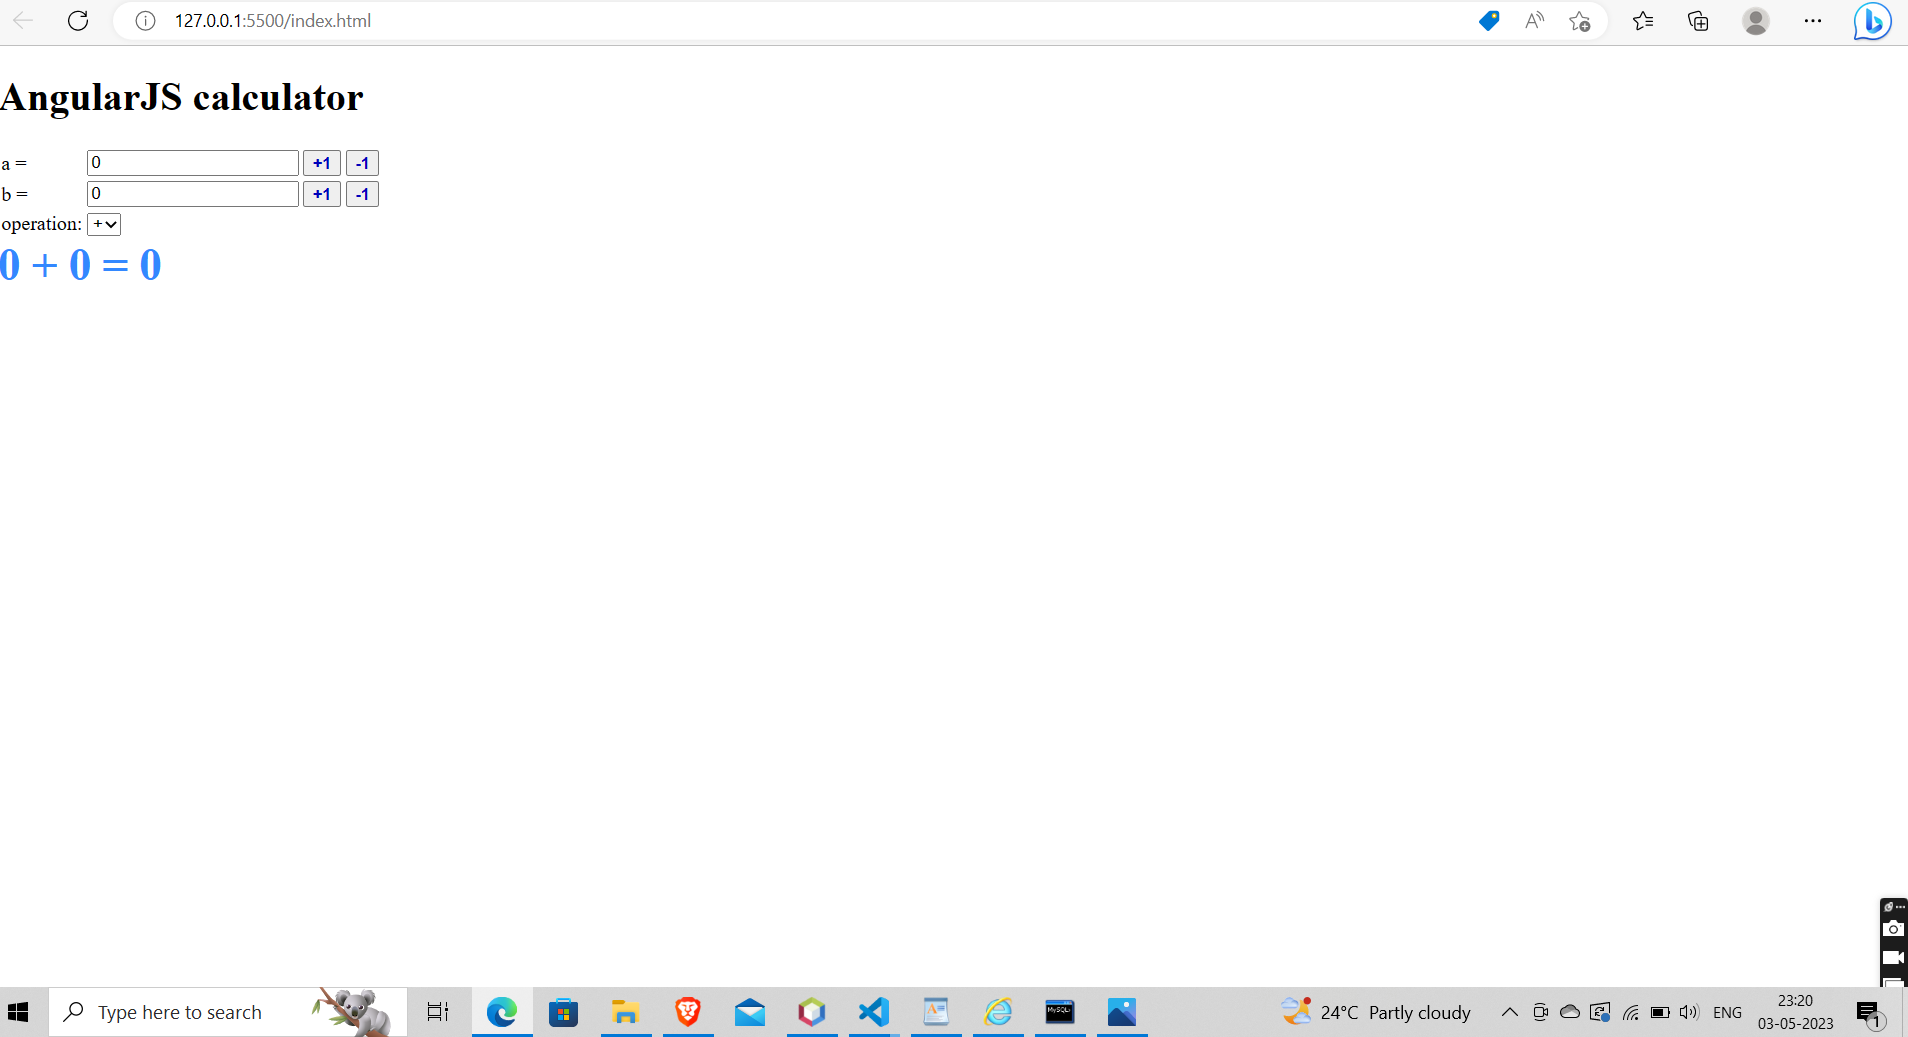 127.0.0.1:5500/index.html
AngularJS calculator
a = 0 +1 -1
b = 0 +1 -1
operation: +
0 + 0 = 0
Type here to search
24°C Partly cloudy
ENG
23:20
03-05-2023
1